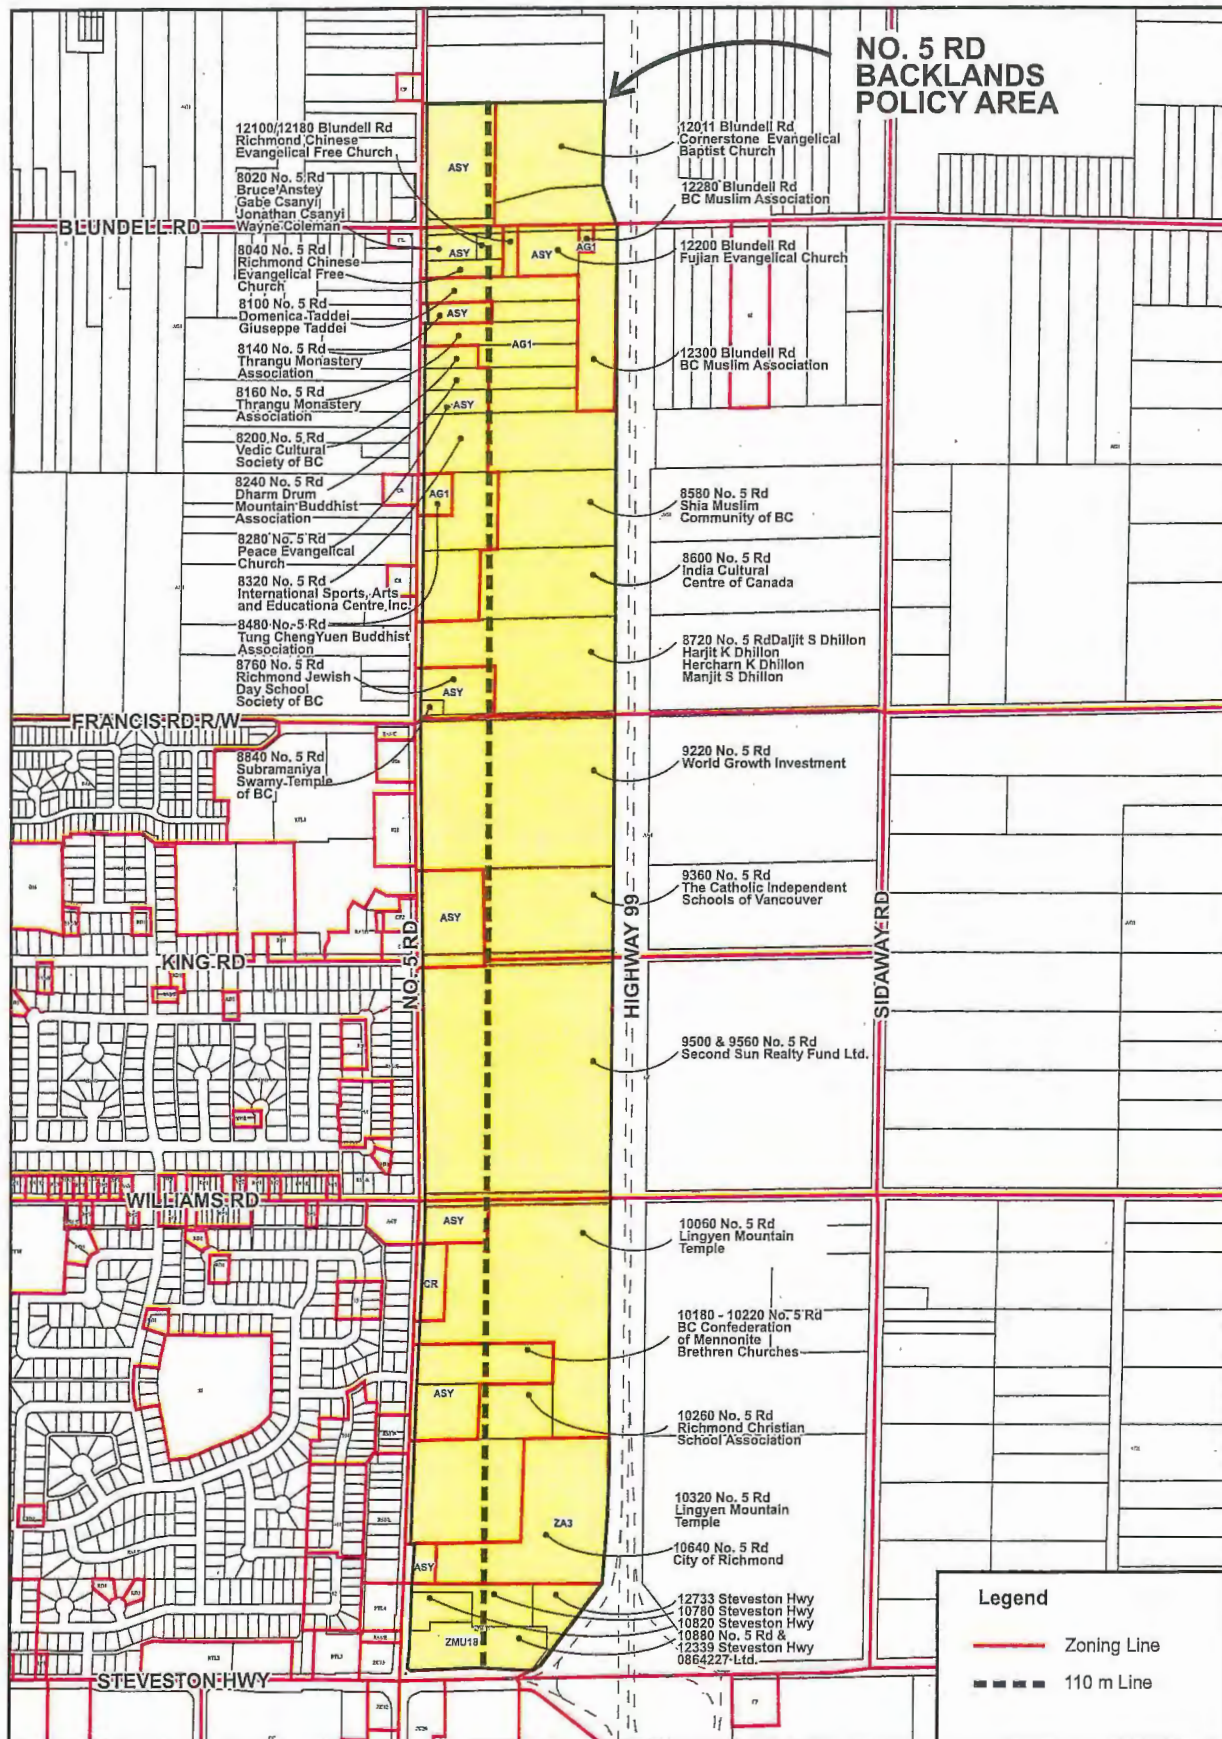 NO. 5 RD
BACKLANDS
POLICY AREA
12100/12180 Blundell Rd
Richmond Chinese
Evangelical Free Church
8020 No. 5 Rd
Bruce Anstey
Gabe Csanyi
Jonathan Csanyi
Wayne Coleman
BLUNDELL RD
8040 No. 5 Rd
Richmond Chinese
Evangelical Free
Church
8100 No. 5 Rd
Domenica Taddei
Giuseppe Taddei
8140 No. 5 Rd
Thrangu Monastery
Association
8160 No. 5 Rd
Thrangu Monastery
Association
8200 No. 5 Rd
Vedic Cultural
Society of BC
8240 No. 5 Rd
Dharm Drum
Mountain Buddhist
Association
8280 No. 5 Rd
Peace Evangelical
Church
8320 No. 5 Rd
International Sports, Arts
and Educationa Centre,Inc.
8480 No. 5 Rd
Tung ChengYuen Buddhist
Association
8760 No. 5 Rd
Richmond Jewish
Day School
Society of BC
FRANCIS RD R/W
8840 No. 5 Rd
Subramaniya
Swamy Temple
of BC
KING RD
WILLIAMS RD
STEVESTON HWY
NO. 5 RD
ASY
ASY
ASY
AG1
ASY
AG1
ASY
AG1
ASY
ASY
ASY
CR
ASY
ZA3
ASY
ZMU18
12011 Blundell Rd
Cornerstone Evangelical
Baptist Church
12280 Blundell Rd
BC Muslim Association
12200 Blundell Rd
Fujian Evangelical Church
12300 Blundell Rd
BC Muslim Association
8580 No. 5 Rd
Shia Muslim
Community of BC
8600 No. 5 Rd
India Cultural
Centre of Canada
8720 No. 5 RdDaljit S Dhillon
Harjit K Dhillon
Hercharn K Dhillon
Manjit S Dhillon
9220 No. 5 Rd
World Growth Investment
9360 No. 5 Rd
The Catholic Independent
Schools of Vancouver
HIGHWAY 99
SIDAWAY RD
9500 & 9560 No. 5 Rd
Second Sun Realty Fund Ltd.
10060 No. 5 Rd
Lingyen Mountain
Temple
10180 - 10220 No. 5 Rd
BC Confederation
of Mennonite
Brethren Churches
10260 No. 5 Rd
Richmond Christian
School Association
10320 No. 5 Rd
Lingyen Mountain
Temple
10640 No. 5 Rd
City of Richmond
12733 Steveston Hwy
10780 Steveston Hwy
10820 Steveston Hwy
10880 No. 5 Rd &
12339 Steveston Hwy
0864227 Ltd.
Legend
Zoning Line
110 m Line